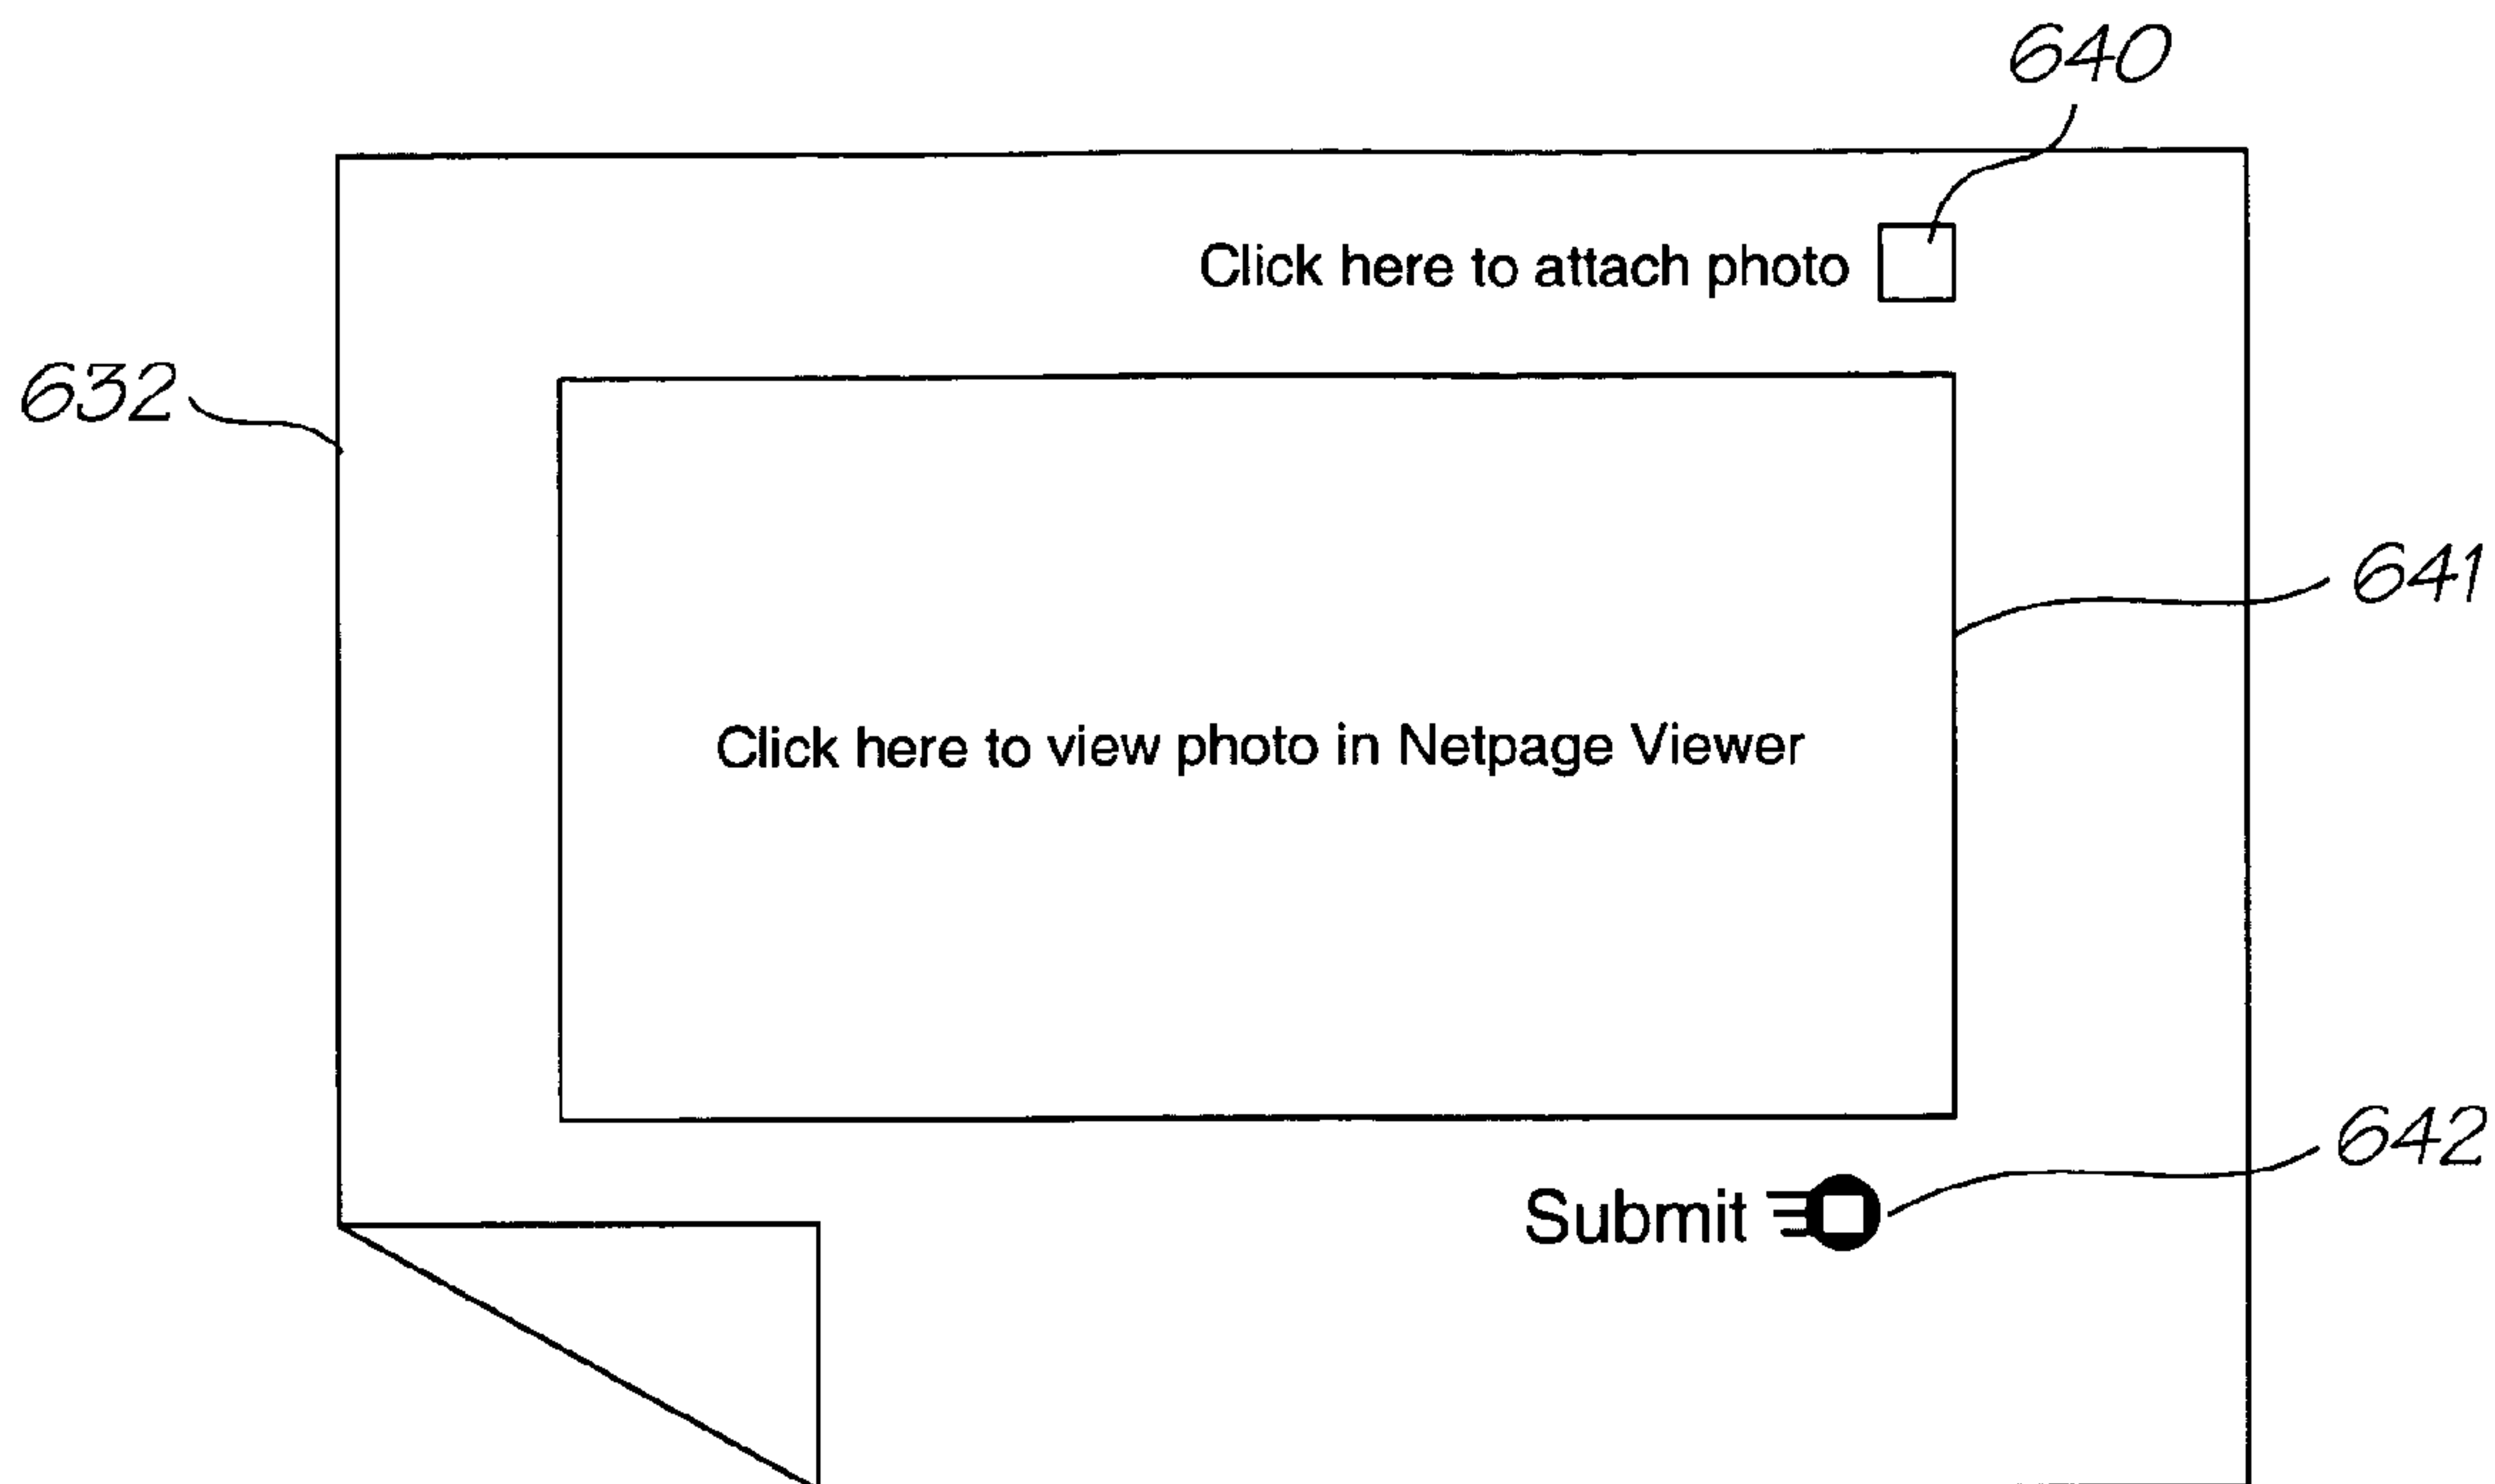 640
Click here to attach photo
632
641
Click here to view photo in Netpage Viewer
642
Submit